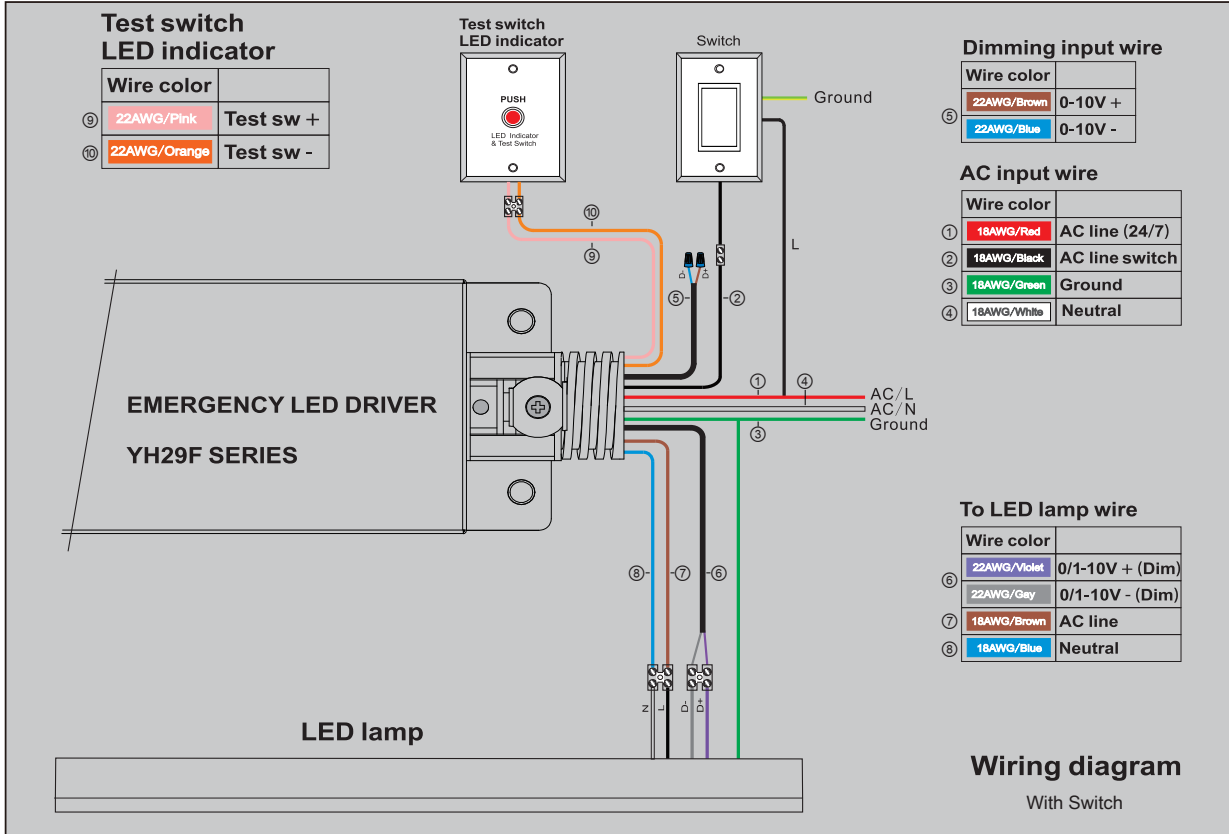 Test switch
LED indicator
Wire color
⑨ 22AWG/Pink Test sw +
⑩ 22AWG/Orange Test sw -
Test switch
LED indicator
PUSH
LED Indicator
& Test Switch
Switch
Ground
L
⑩
⑨
D-
D+
⑤
②
Dimming input wire
Wire color
⑤
22AWG/Brown 0-10V +
22AWG/Blue 0-10V -
AC input wire
Wire color
① 18AWG/Red AC line (24/7)
② 18AWG/Black AC line switch
③ 18AWG/Green Ground
④ 18AWG/White Neutral
EMERGENCY LED DRIVER
YH29F SERIES
①
④
③
AC/L
AC/N
Ground
⑧
⑦
⑥
N
L
D-
D+
To LED lamp wire
Wire color
⑥
22AWG/Violet 0/1-10V + (Dim)
22AWG/Gay 0/1-10V - (Dim)
⑦ 18AWG/Brown AC line
⑧ 18AWG/Blue Neutral
LED lamp
Wiring diagram
With Switch